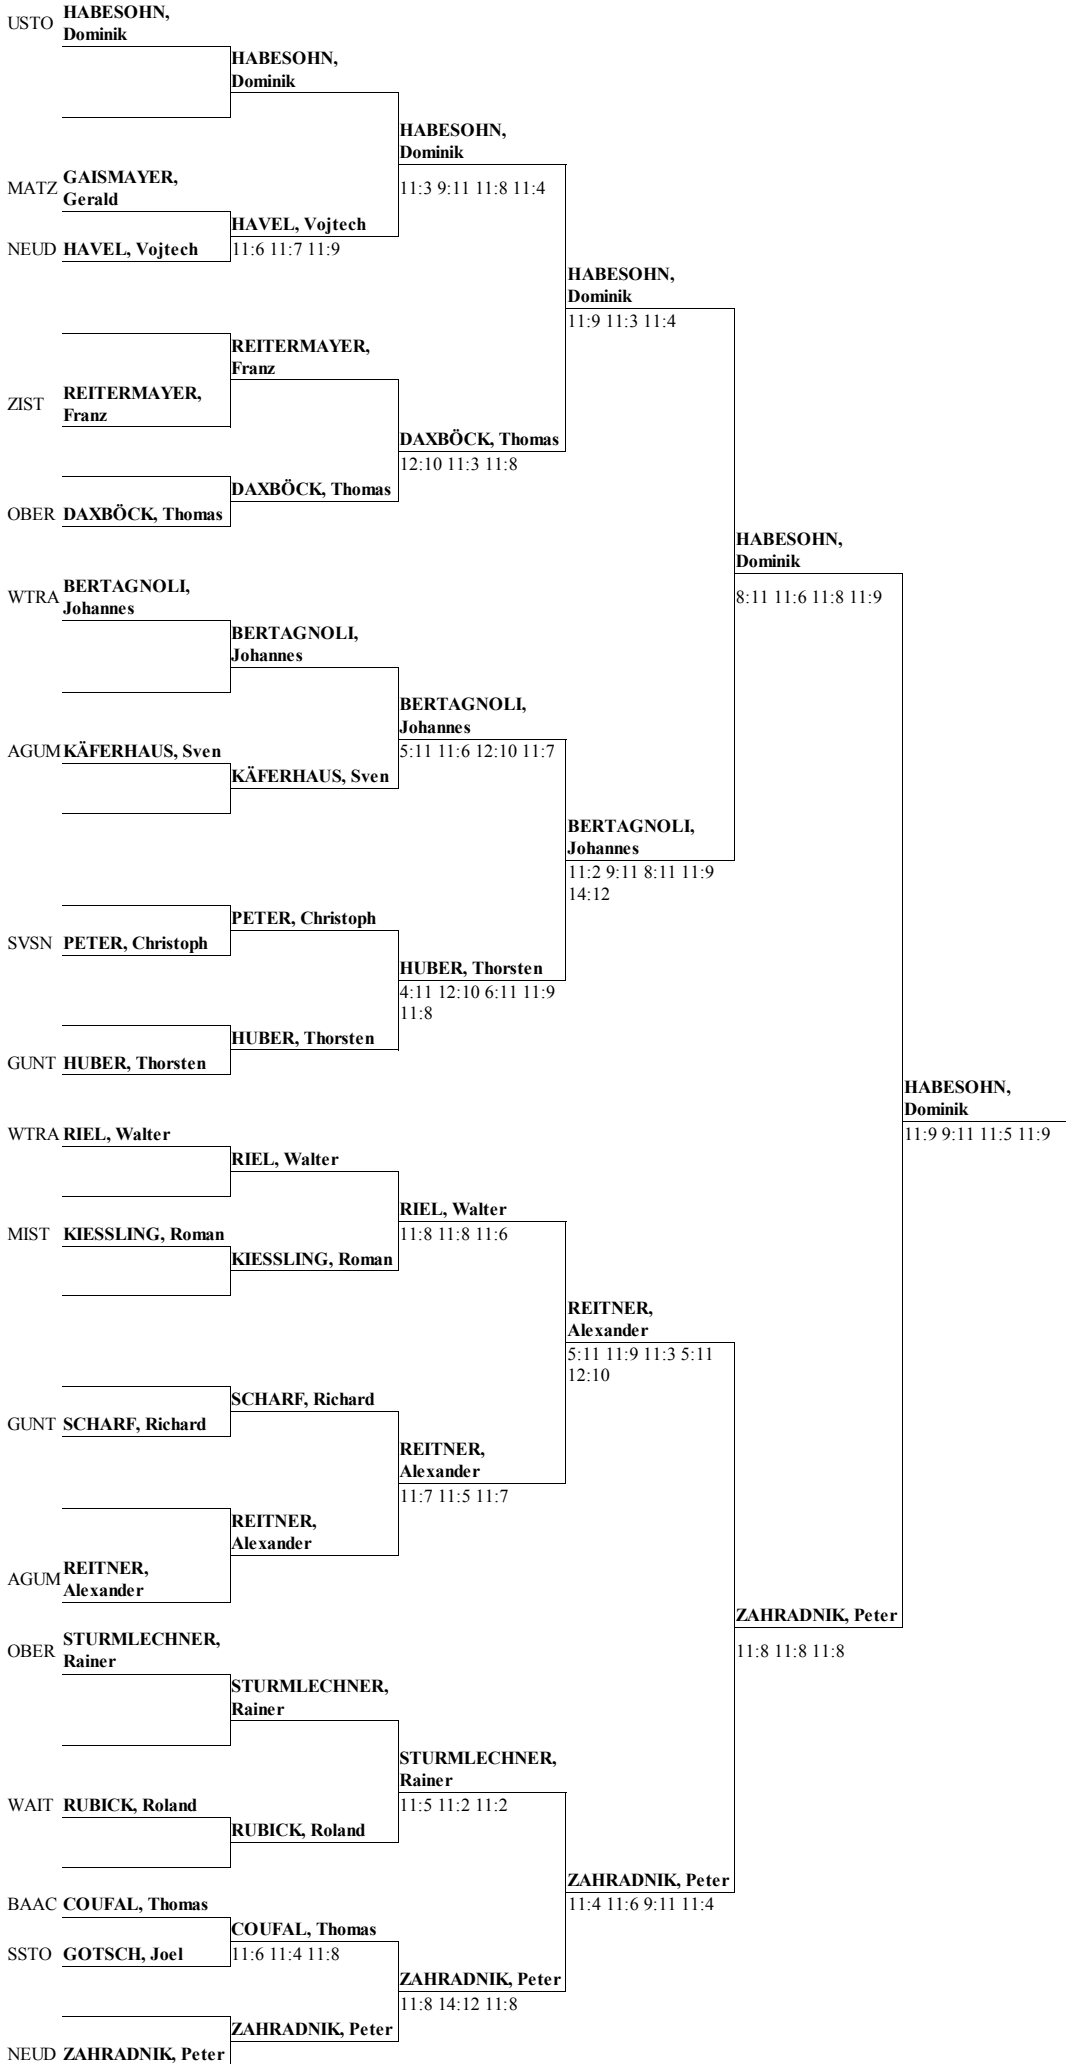 USTO HABESOHN,
Dominik
HABESOHN,
Dominik
HABESOHN,
Dominik
11:3 9:11 11:8 11:4
MATZ GAISMAYER,
Gerald
HAVEL, Vojtech
NEUD HAVEL, Vojtech 11:6 11:7 11:9
HABESOHN,
Dominik
11:9 11:3 11:4
REITERMAYER,
Franz
ZIST REITERMAYER,
Franz
DAXBÖCK, Thomas
12:10 11:3 11:8
DAXBÖCK, Thomas
OBER DAXBÖCK, Thomas
HABESOHN,
Dominik
8:11 11:6 11:8 11:9
WTRA BERTAGNOLI,
Johannes
BERTAGNOLI,
Johannes
BERTAGNOLI,
Johannes
5:11 11:6 12:10 11:7
AGUM KÄFERHAUS, Sven
KÄFERHAUS, Sven
BERTAGNOLI,
Johannes
11:2 9:11 8:11 11:9
14:12
PETER, Christoph
SVSN PETER, Christoph
HUBER, Thorsten
4:11 12:10 6:11 11:9
11:8
HUBER, Thorsten
GUNT HUBER, Thorsten
HABESOHN,
Dominik
11:9 9:11 11:5 11:9
WTRA RIEL, Walter
RIEL, Walter
RIEL, Walter
11:8 11:8 11:6
MIST KIESSLING, Roman
KIESSLING, Roman
REITNER,
Alexander
5:11 11:9 11:3 5:11
12:10
SCHARF, Richard
GUNT SCHARF, Richard
REITNER,
Alexander
11:7 11:5 11:7
REITNER,
Alexander
AGUM REITNER,
Alexander
ZAHRADNIK, Peter
11:8 11:8 11:8
OBER STURMLECHNER,
Rainer
STURMLECHNER,
Rainer
STURMLECHNER,
Rainer
11:5 11:2 11:2
WAIT RUBICK, Roland
RUBICK, Roland
ZAHRADNIK, Peter
11:4 11:6 9:11 11:4
BAAC COUFAL, Thomas
COUFAL, Thomas
SSTO GOTSCH, Joel 11:6 11:4 11:8
ZAHRADNIK, Peter
11:8 14:12 11:8
ZAHRADNIK, Peter
NEUD ZAHRADNIK, Peter